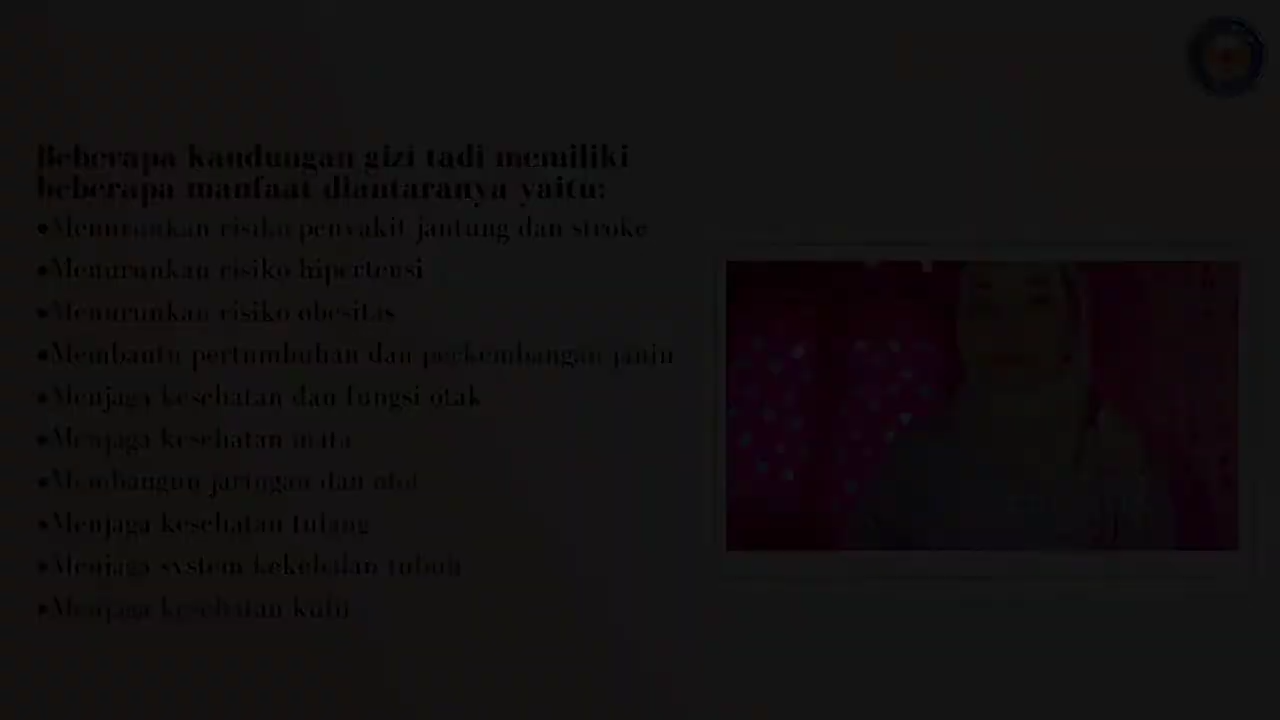 Beberapa kandungan gizi tadi memiliki
beberapa manfaat diantaranya yaitu:
•Menurunkan risiko penyakit jantung dan stroke
•Menurunkan risiko hipertensi
•Menurunkan risiko obesitas
•Membantu pertumbuhan dan perkembangan janin
•Menjaga kesehatan dan fungsi otak
•Menjaga kesehatan mata
•Membangun jaringan dan otot
•Menjaga kesehatan tulang
•Menjaga system kekebalan tubuh
•Menjaga kesehatan kulit